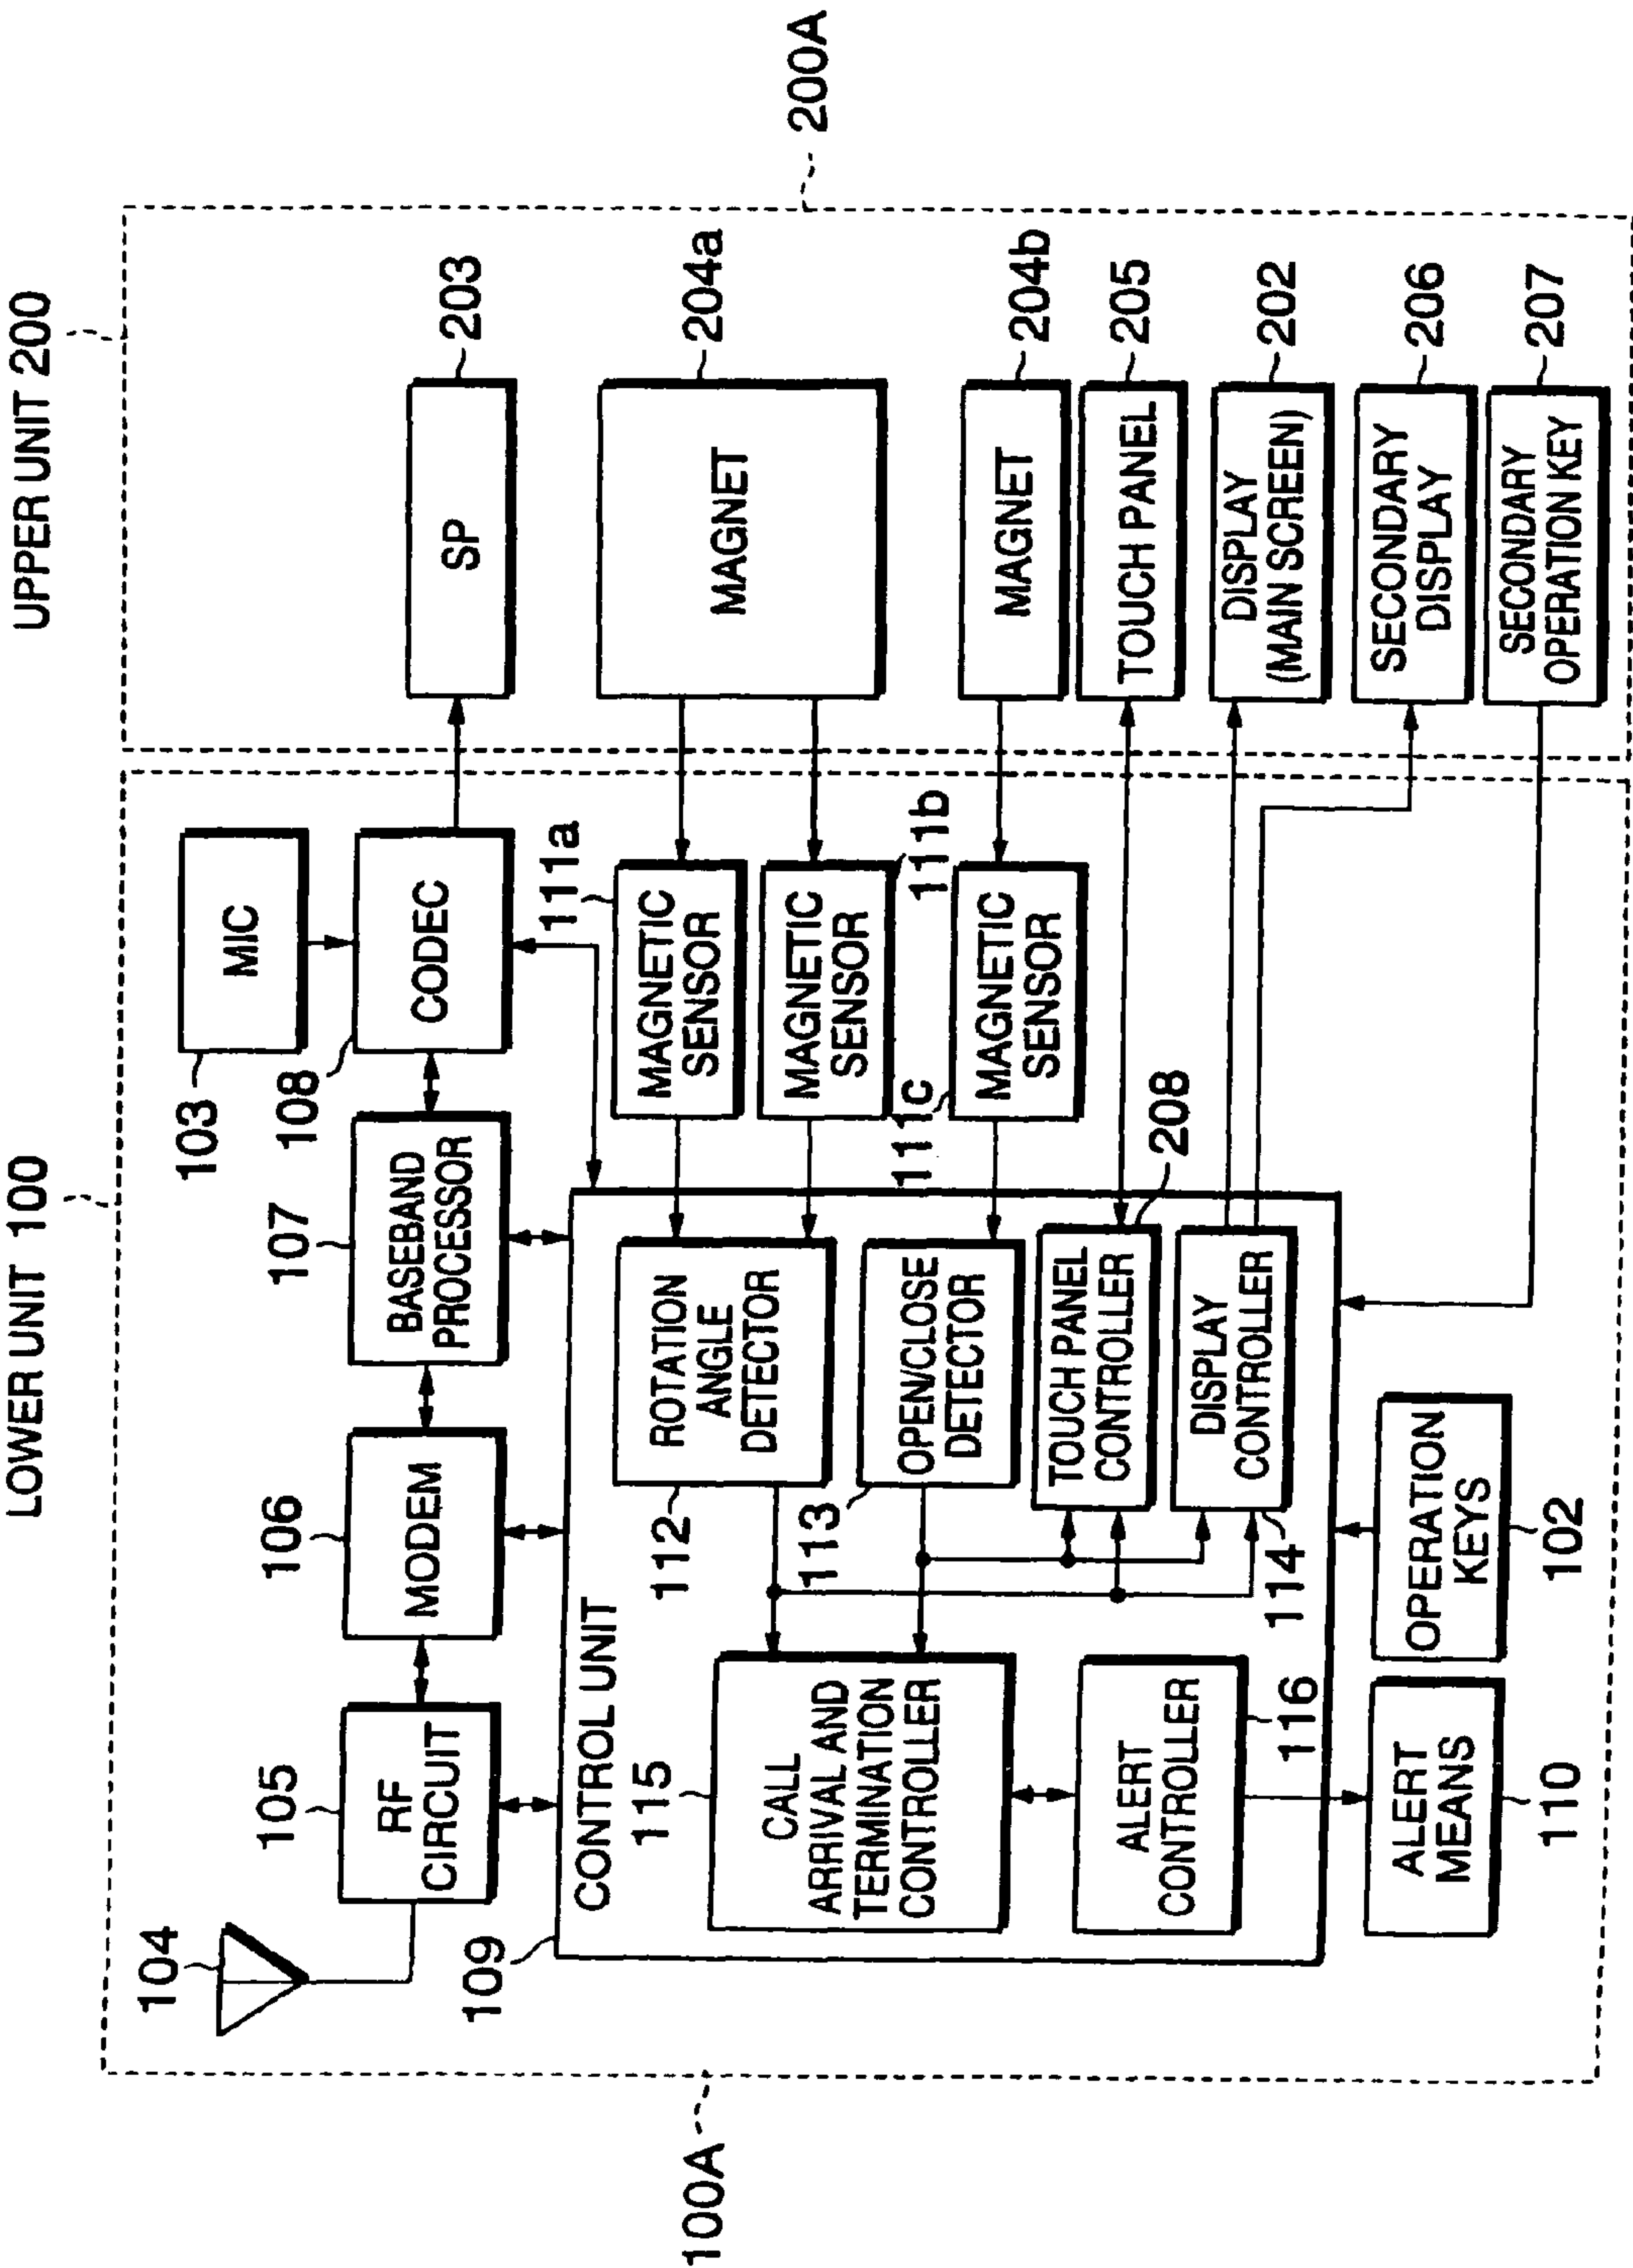 LOWER UNIT 100
UPPER UNIT 200
100A
200A
104
105
RF
CIRCUIT
106
MODEM
107
BASEBAND
PROCESSOR
108
CODEC
103
MIC
SP
203
109
CONTROL UNIT
115
CALL
ARRIVAL AND
TERMINATION
CONTROLLER
112
ROTATION
ANGLE
DETECTOR
111a
MAGNETIC
SENSOR
MAGNETIC
SENSOR
111b
MAGNET
204a
113
OPEN/CLOSE
DETECTOR
111c
MAGNETIC
SENSOR
MAGNET
204b
ALERT
CONTROLLER
116
TOUCH PANEL
CONTROLLER
208
TOUCH PANEL
205
114
DISPLAY
CONTROLLER
DISPLAY
(MAIN SCREEN)
202
SECONDARY
DISPLAY
206
ALERT
MEANS
110
OPERATION
KEYS
102
SECONDARY
OPERATION KEY
207